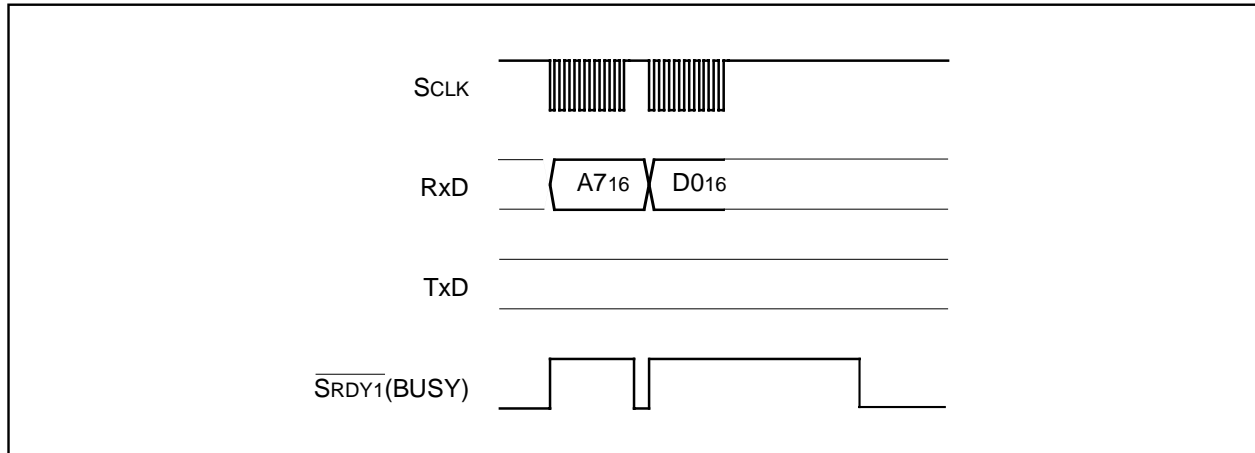 SCLK
RxD
A716
D016
TxD
SRDY1(BUSY)